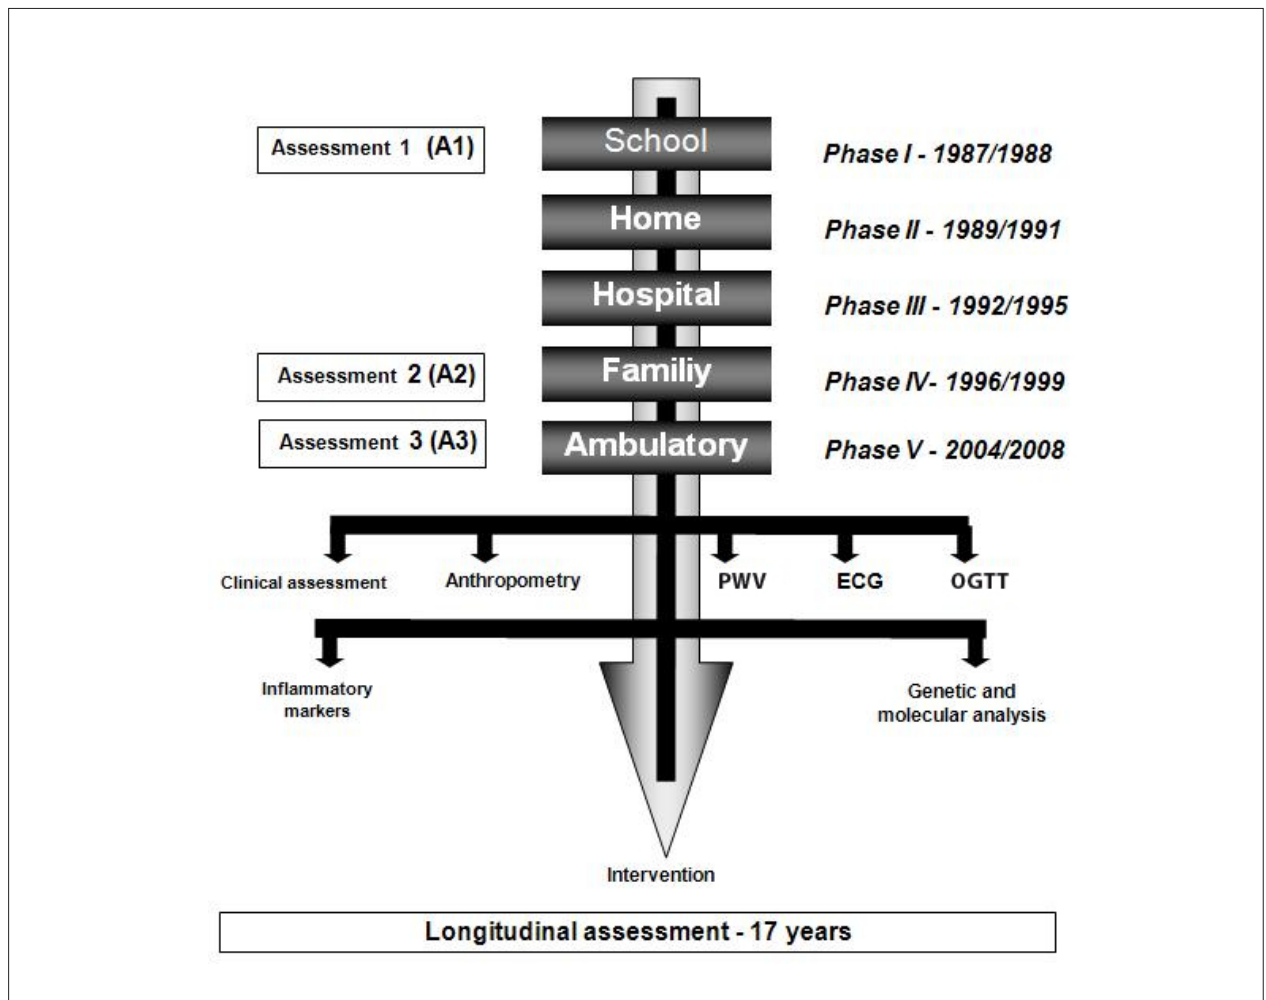 Assessment 1 (A1)
School
Phase I - 1987/1988
Home
Phase II - 1989/1991
Hospital
Phase III - 1992/1995
Assessment 2 (A2)
Familiy
Phase IV- 1996/1999
Assessment 3 (A3)
Ambulatory
Phase V - 2004/2008
Clinical assessment
Anthropometry
PWV
ECG
OGTT
Inflammatory
markers
Genetic and
molecular analysis
Intervention
Longitudinal assessment - 17 years